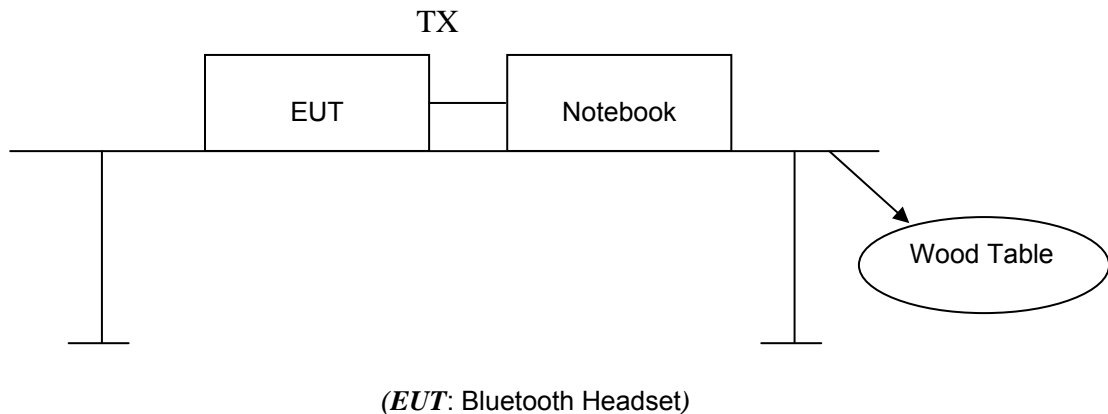 TX
EUT
Notebook
Wood Table
(EUT: Bluetooth Headset)